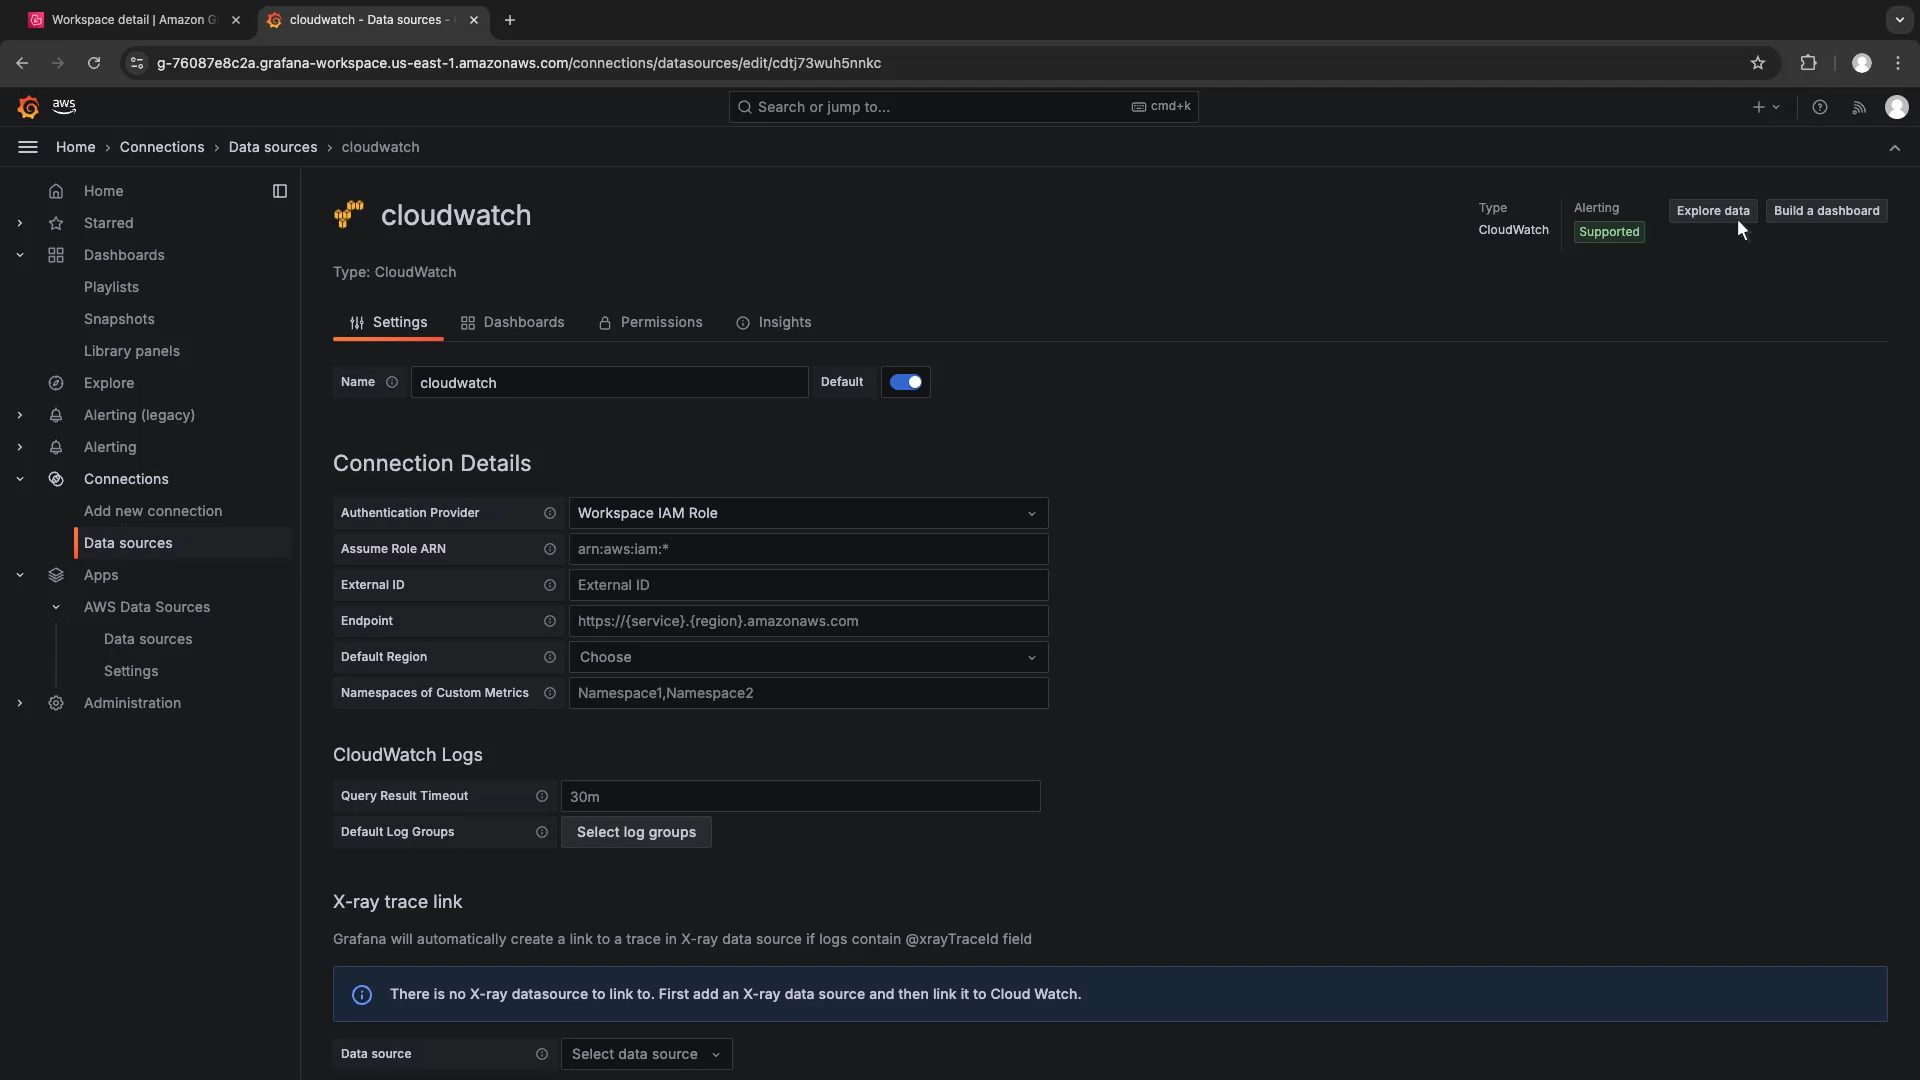 Workspace detail | Amazon G
cloudwatch - Data sources -
g-76087e8c2a.grafana-workspace.us-east-1.amazonaws.com/connections/datasources/edit/cdtj73wuh5nnkc
aws
Search or jump to...
cmd+k
Home › Connections › Data sources › cloudwatch
Home
Starred
Dashboards
Playlists
Snapshots
Library panels
Explore
Alerting (legacy)
Alerting
Connections
Add new connection
Data sources
Apps
AWS Data Sources
Data sources
Settings
Administration
cloudwatch
Type
CloudWatch
Alerting
Supported
Explore data
Build a dashboard
Type: CloudWatch
Settings
Dashboards
Permissions
Insights
Name
cloudwatch
Default
Connection Details
Authentication Provider
Workspace IAM Role
Assume Role ARN
arn:aws:iam:*
External ID
External ID
Endpoint
https://{service}.{region}.amazonaws.com
Default Region
Choose
Namespaces of Custom Metrics
Namespace1,Namespace2
CloudWatch Logs
Query Result Timeout
30m
Default Log Groups
Select log groups
X-ray trace link
Grafana will automatically create a link to a trace in X-ray data source if logs contain @xrayTraceId field
There is no X-ray datasource to link to. First add an X-ray data source and then link it to Cloud Watch.
Data source
Select data source